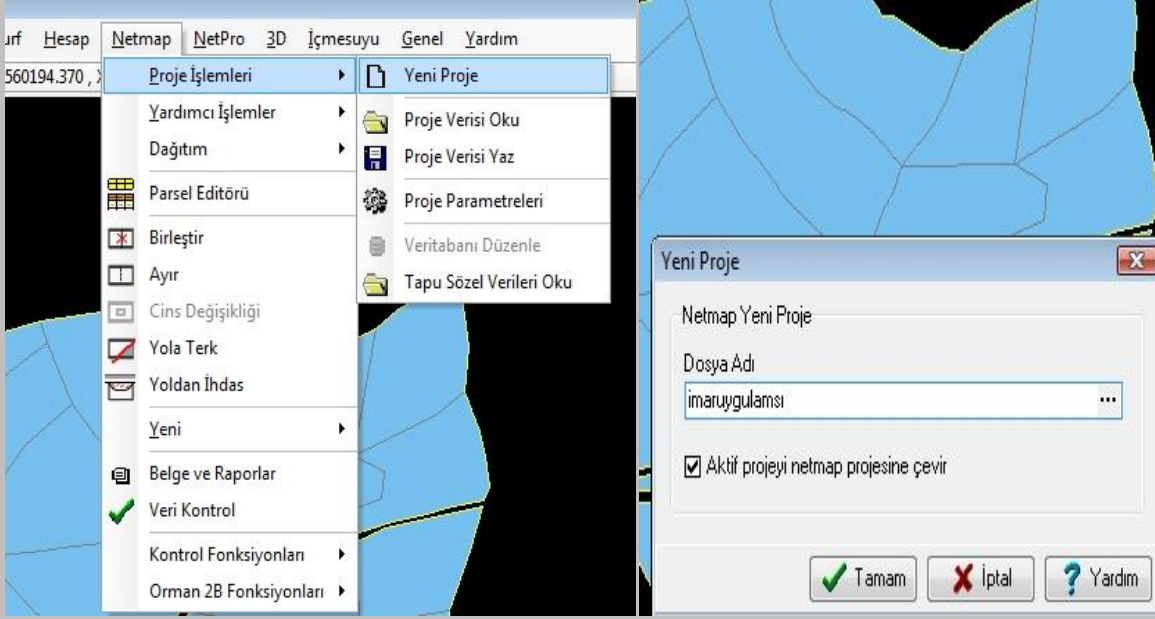 Hesap Netmap NetPro 3D İçmesuyu Genel Yardım
560194.370 ,
Proje İşlemleri
Yardımcı İşlemler
Dağıtım
Parsel Editörü
Birleştir
Ayır
Cins Değişikliği
Yola Terk
Yoldan İhdas
Yeni
Belge ve Raporlar
Veri Kontrol
Kontrol Fonksiyonları
Orman 2B Fonksiyonları
Yeni Proje
Proje Verisi Oku
Proje Verisi Yaz
Proje Parametreleri
Veritabanı Düzenle
Tapu Sözel Verileri Oku
Yeni Proje
Netmap Yeni Proje
Dosya Adı
imaruygulamsı
...
Aktif projeyi netmap projesine çevir
Tamam İptal Yardım